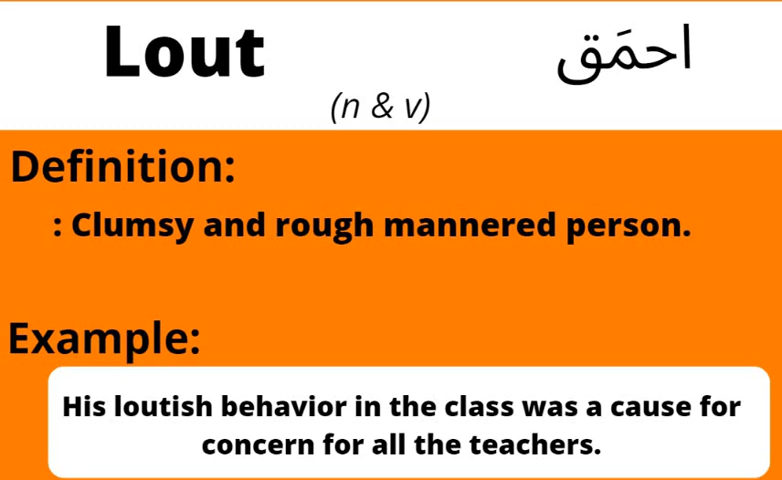 Lout احمَق
(n & v)
Definition:
: Clumsy and rough mannered person.
Example:
His loutish behavior in the class was a cause for
concern for all the teachers.